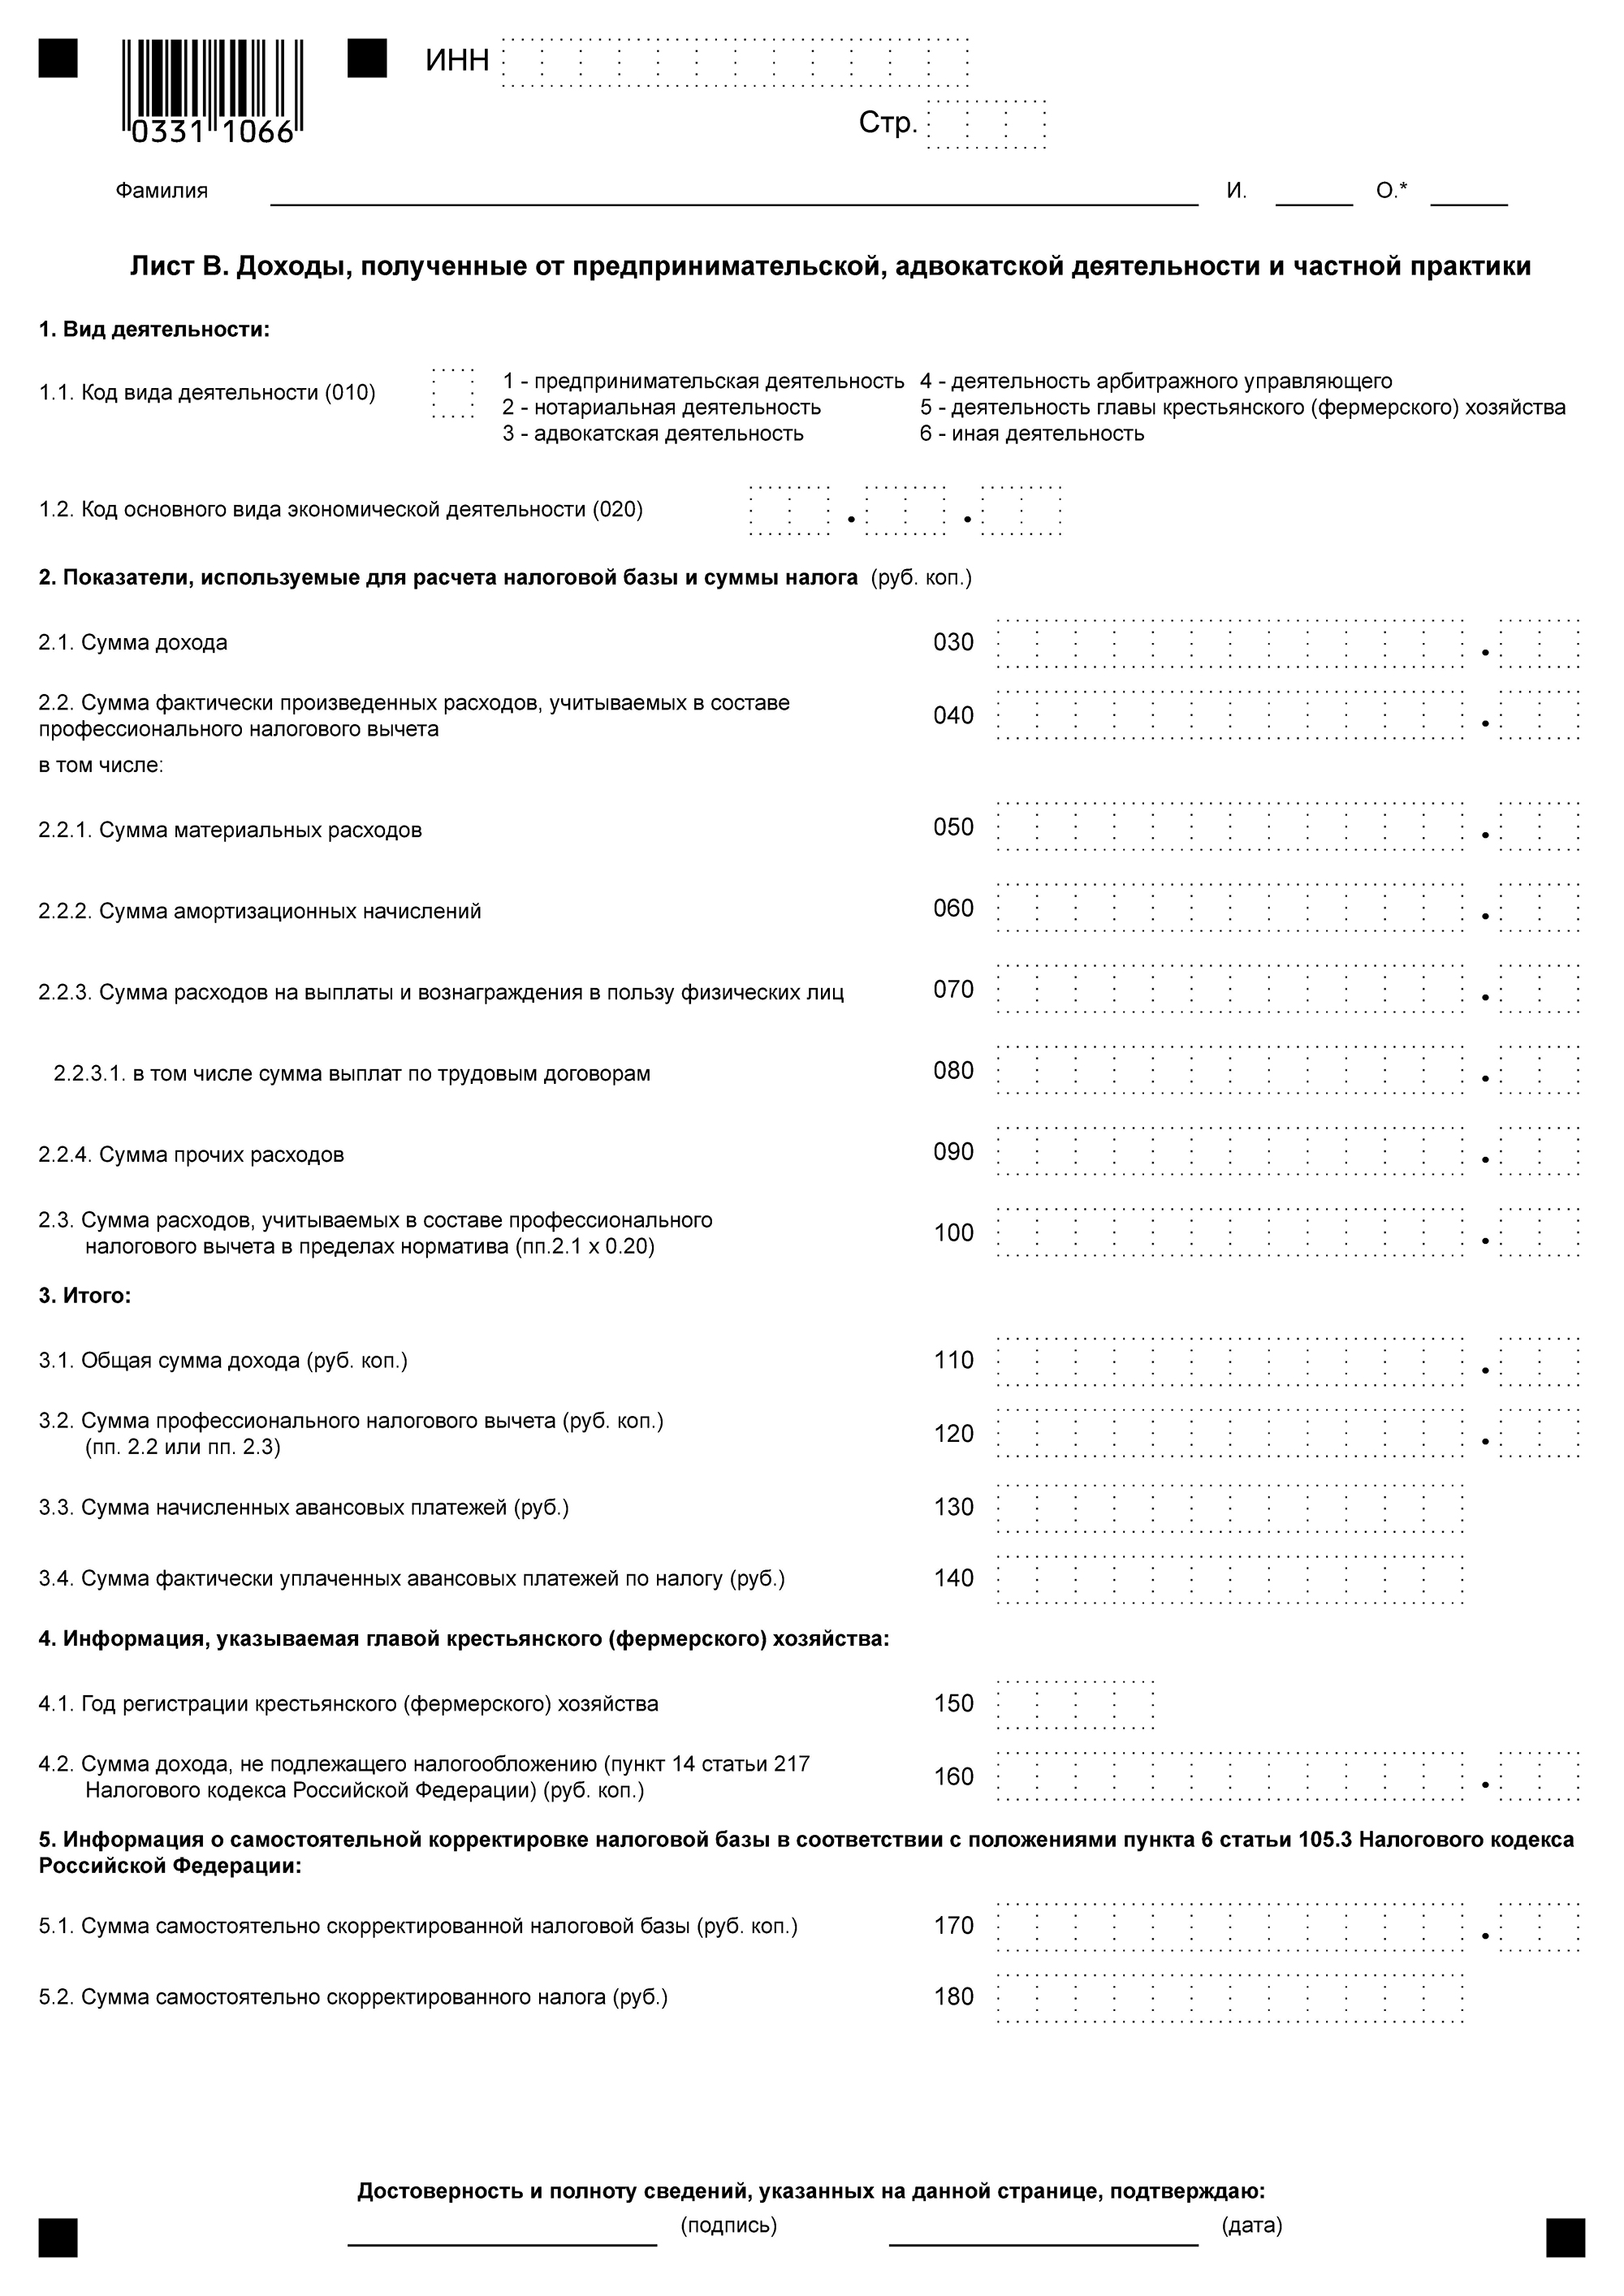 ИНН
0331 1066
Стр.
Фамилия И. О.*
Лист В. Доходы, полученные от предпринимательской, адвокатской деятельности и частной практики
1. Вид деятельности:
1.1. Код вида деятельности (010)
1 - предпринимательская деятельность 4 - деятельность арбитражного управляющего
2 - нотариальная деятельность 5 - деятельность главы крестьянского (фермерского) хозяйства
3 - адвокатская деятельность 6 - иная деятельность
1.2. Код основного вида экономической деятельности (020) . .
2. Показатели, используемые для расчета налоговой базы и суммы налога (руб. коп.)
2.1. Сумма дохода 030 .
2.2. Сумма фактически произведенных расходов, учитываемых в составе
профессионального налогового вычета 040 .
в том числе:
2.2.1. Сумма материальных расходов 050 .
2.2.2. Сумма амортизационных начислений 060 .
2.2.3. Сумма расходов на выплаты и вознаграждения в пользу физических лиц 070 .
2.2.3.1. в том числе сумма выплат по трудовым договорам 080 .
2.2.4. Сумма прочих расходов 090 .
2.3. Сумма расходов, учитываемых в составе профессионального
налогового вычета в пределах норматива (пп.2.1 х 0.20) 100 .
3. Итого:
3.1. Общая сумма дохода (руб. коп.) 110 .
3.2. Сумма профессионального налогового вычета (руб. коп.)
(пп. 2.2 или пп. 2.3) 120 .
3.3. Сумма начисленных авансовых платежей (руб.) 130
3.4. Сумма фактически уплаченных авансовых платежей по налогу (руб.) 140
4. Информация, указываемая главой крестьянского (фермерского) хозяйства:
4.1. Год регистрации крестьянского (фермерского) хозяйства 150
4.2. Сумма дохода, не подлежащего налогообложению (пункт 14 статьи 217
Налогового кодекса Российской Федерации) (руб. коп.) 160 .
5. Информация о самостоятельной корректировке налоговой базы в соответствии с положениями пункта 6 статьи 105.3 Налогового кодекса
Российской Федерации:
5.1. Сумма самостоятельно скорректированной налоговой базы (руб. коп.) 170 .
5.2. Сумма самостоятельно скорректированного налога (руб.) 180
Достоверность и полноту сведений, указанных на данной странице, подтверждаю:
(подпись) (дата)